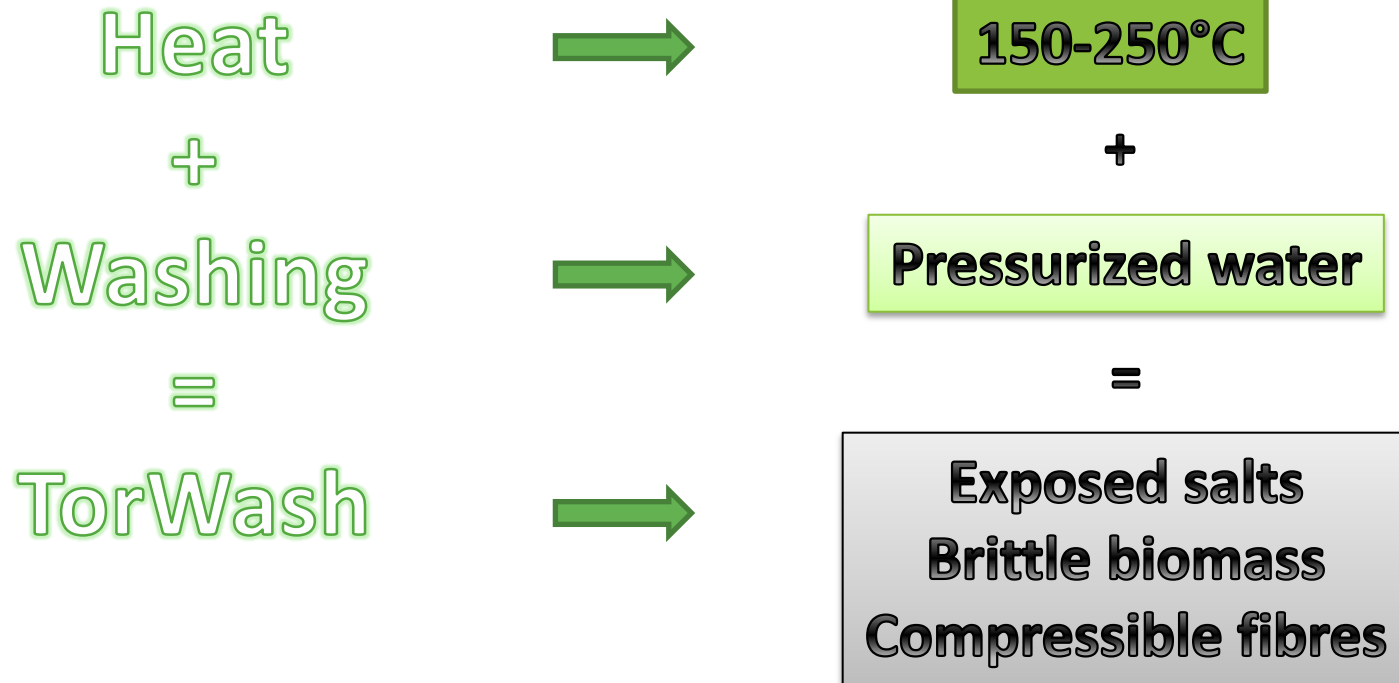 Heat
150-250°C
+
+
Washing
Pressurized water
=
=
TorWash
Exposed salts
Brittle biomass
Compressible fibres